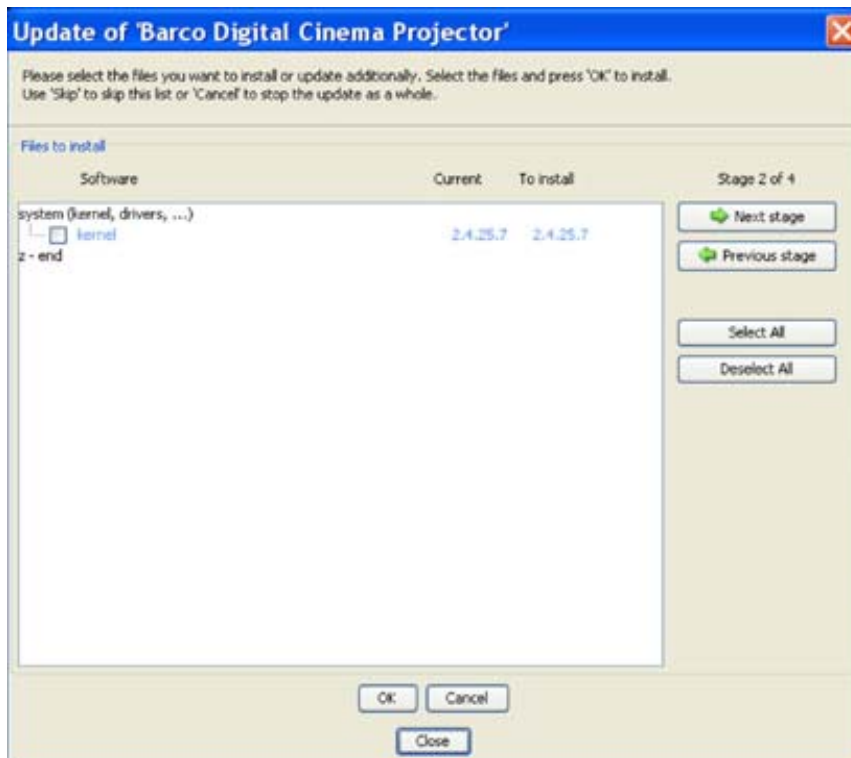 Update of 'Barco Digital Cinema Projector'
Please select the files you want to install or update additionally. Select the files and press 'OK' to install.
Use 'Skip' to skip this list or 'Cancel' to stop the update as a whole.
Files to install
Software Current To install Stage 2 of 4
system (kernel, drivers, ...)
kernel 2.4.25.7 2.4.25.7
z - end
Next stage
Previous stage
Select All
Deselect All
OK Cancel
Close